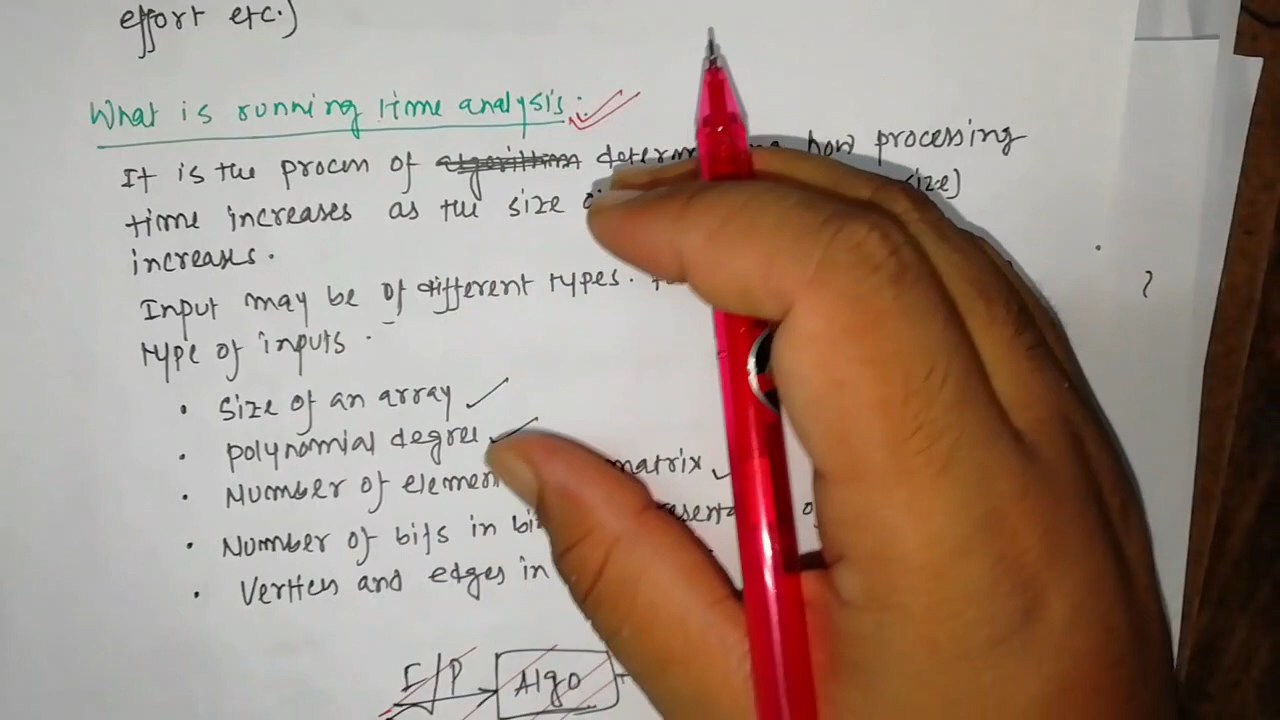 effort etc.)
What is running time analysis :
It is the process of how processing
time increases as the size size)
increases.
Input may be of different types.
type of inputs.
• Size of an array
• polynomial degree
• Number of matrix
• Number of bits in
• Vertices and edges in
I/P Algo